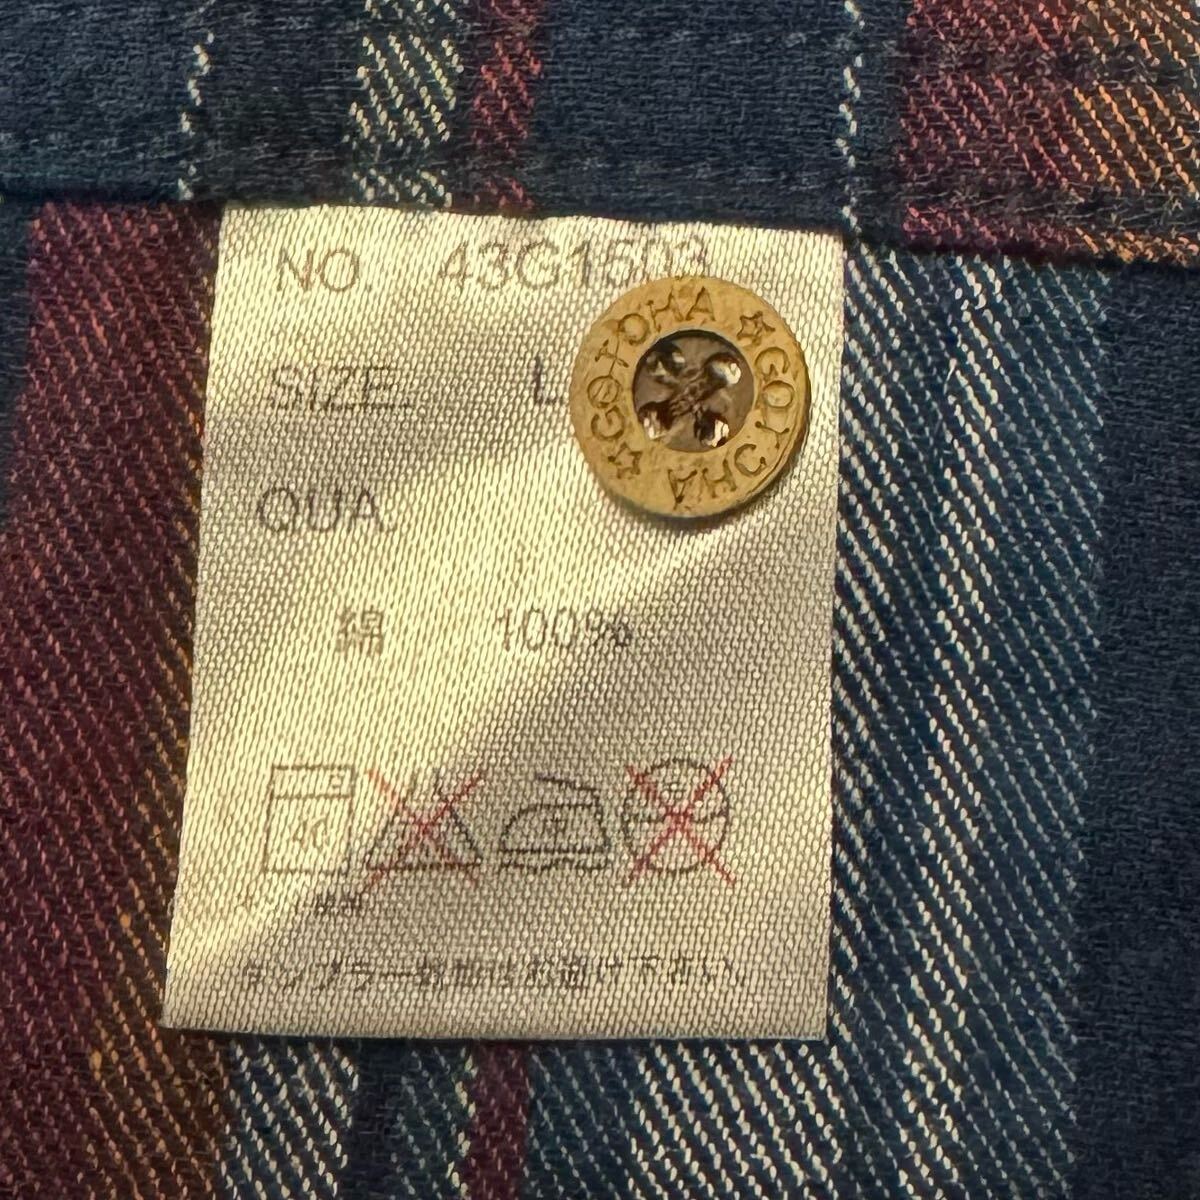 NO. 43G1503
SIZE. L
☆GOTCHA☆GOTCHA
QUA.
綿 100%
40
タンブラー乾燥はお避け下さい。